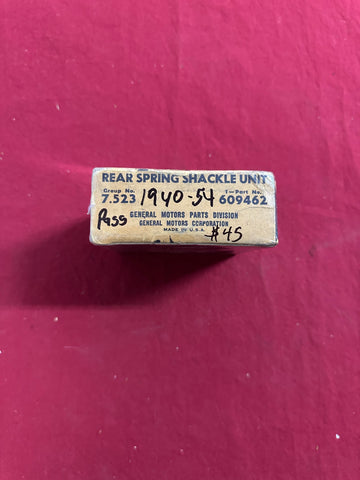 REAR SPRING SHACKLE UNIT
Group No. 1-Part No.
7.523 1940-54 609462
Pass GENERAL MOTORS PARTS DIVISION
GENERAL MOTORS CORPORATION
MADE IN U.S.A. $45